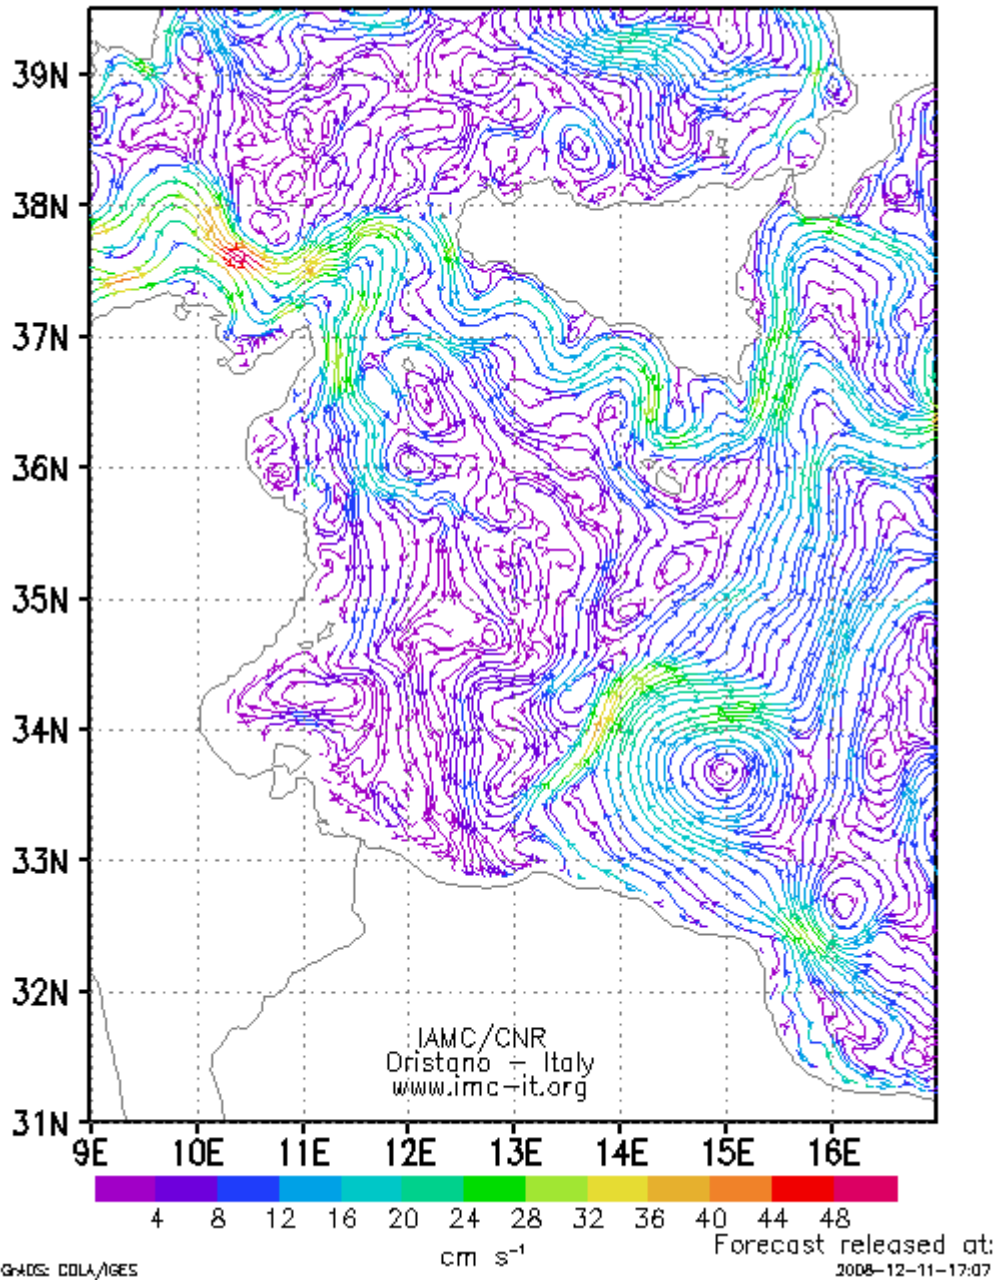 39N
38N
37N
36N
35N
34N
33N
32N
31N
IAMC/CNR
Oristano - Italy
www.imc-it.org
9E 10E 11E 12E 13E 14E 15E 16E
4 8 12 16 20 24 28 32 36 40 44 48
cm s⁻¹
Forecast released at:
GrADS: COLA/IGES 2008-12-11-17:07